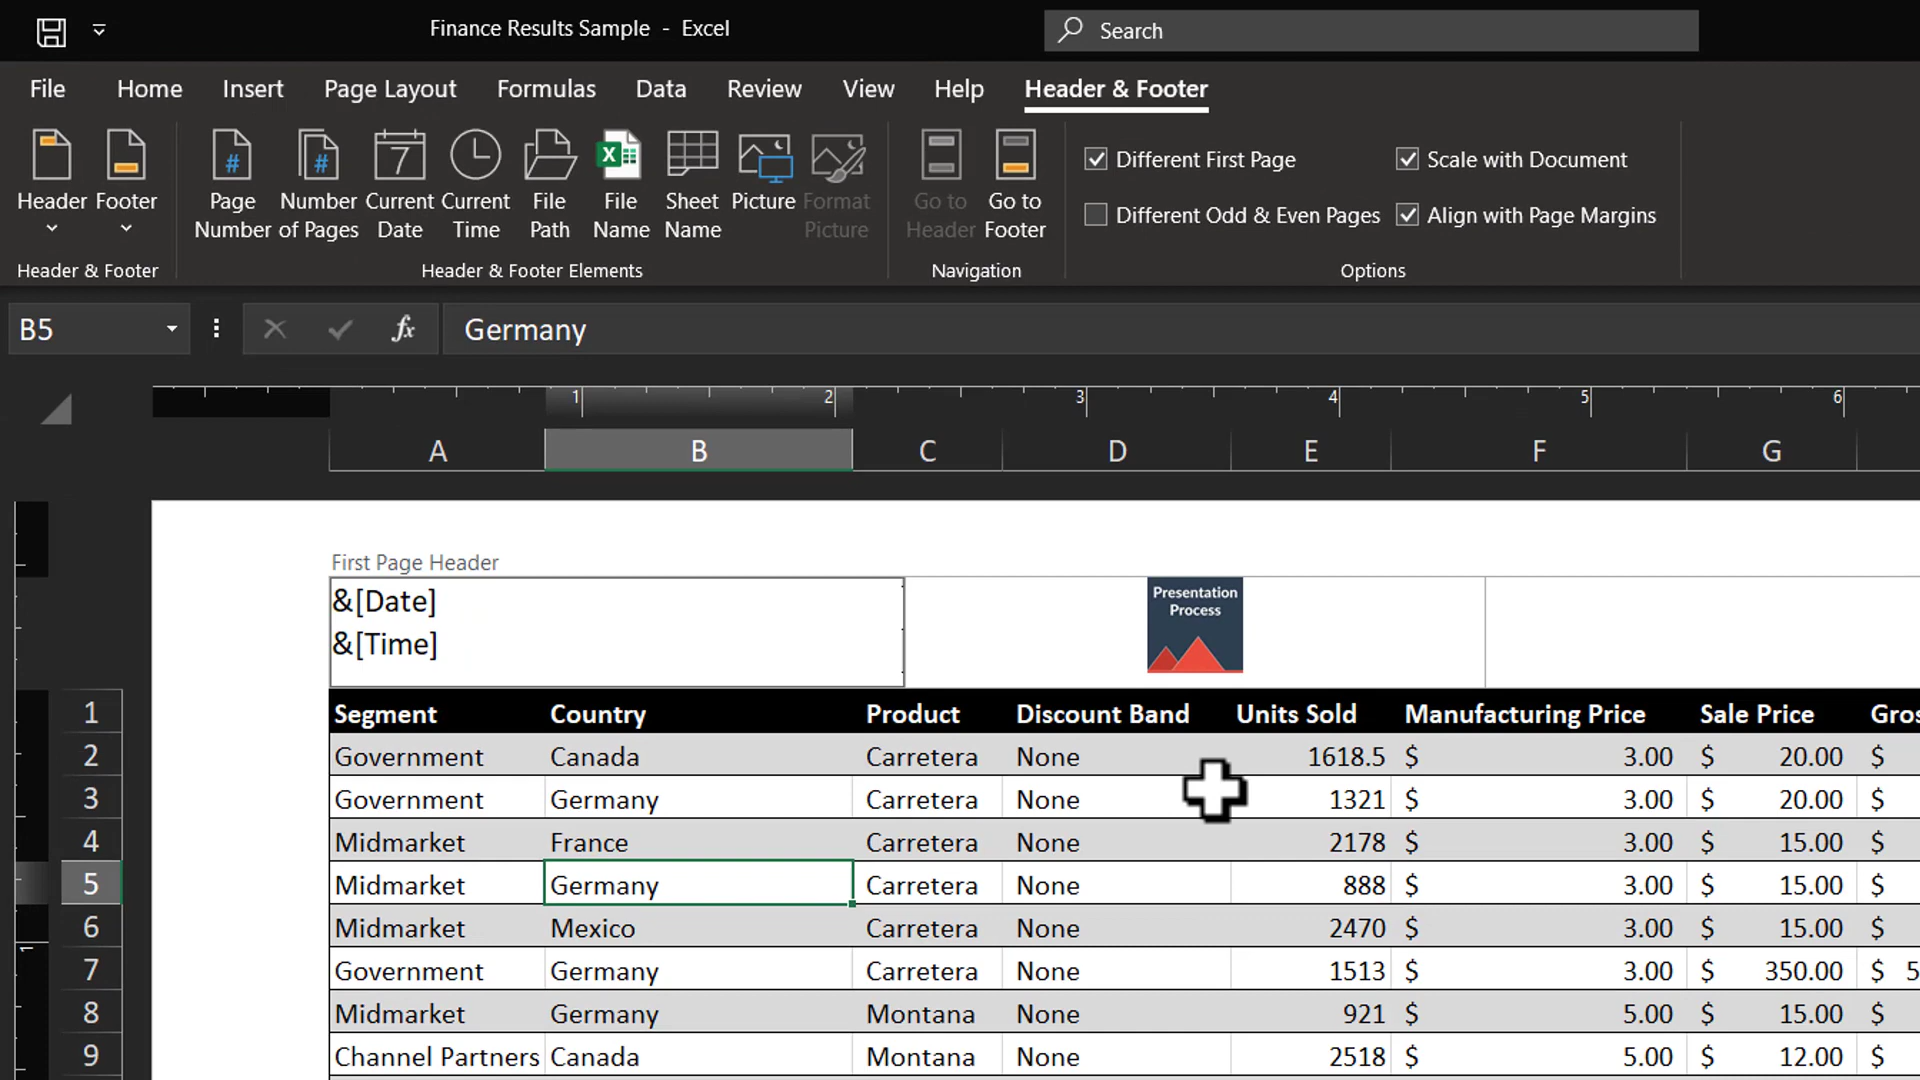 Finance Results Sample - Excel
Search
File Home Insert Page Layout Formulas Data Review View Help Header & Footer
Header Footer Page Number Number of Pages Current Date Current Time File Path File Name Sheet Name Picture Format Picture Go to Header Go to Footer
Different First Page Scale with Document
Different Odd & Even Pages Align with Page Margins
Header & Footer Header & Footer Elements Navigation Options
B5 fx Germany
1 2 3 4 5 6
A B C D E F G
First Page Header
&[Date]
&[Time]
Presentation
Process
1 Segment Country Product Discount Band Units Sold Manufacturing Price Sale Price
2 Government Canada Carretera None 1618.5 $ 3.00 $ 20.00 $
3 Government Germany Carretera None 1321 $ 3.00 $ 20.00 $
4 Midmarket France Carretera None 2178 $ 3.00 $ 15.00 $
5 Midmarket Germany Carretera None 888 $ 3.00 $ 15.00 $
6 Midmarket Mexico Carretera None 2470 $ 3.00 $ 15.00 $
7 Government Germany Carretera None 1513 $ 3.00 $ 350.00 $ 5
8 Midmarket Germany Montana None 921 $ 5.00 $ 15.00 $
9 Channel Partners Canada Montana None 2518 $ 5.00 $ 12.00 $